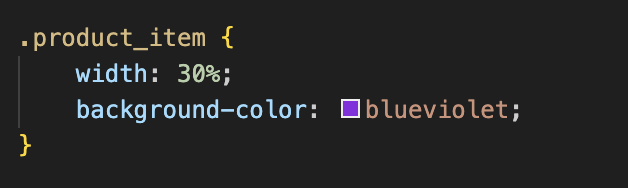 .product_item {
    width: 30%;
    background-color: blueviolet;
}